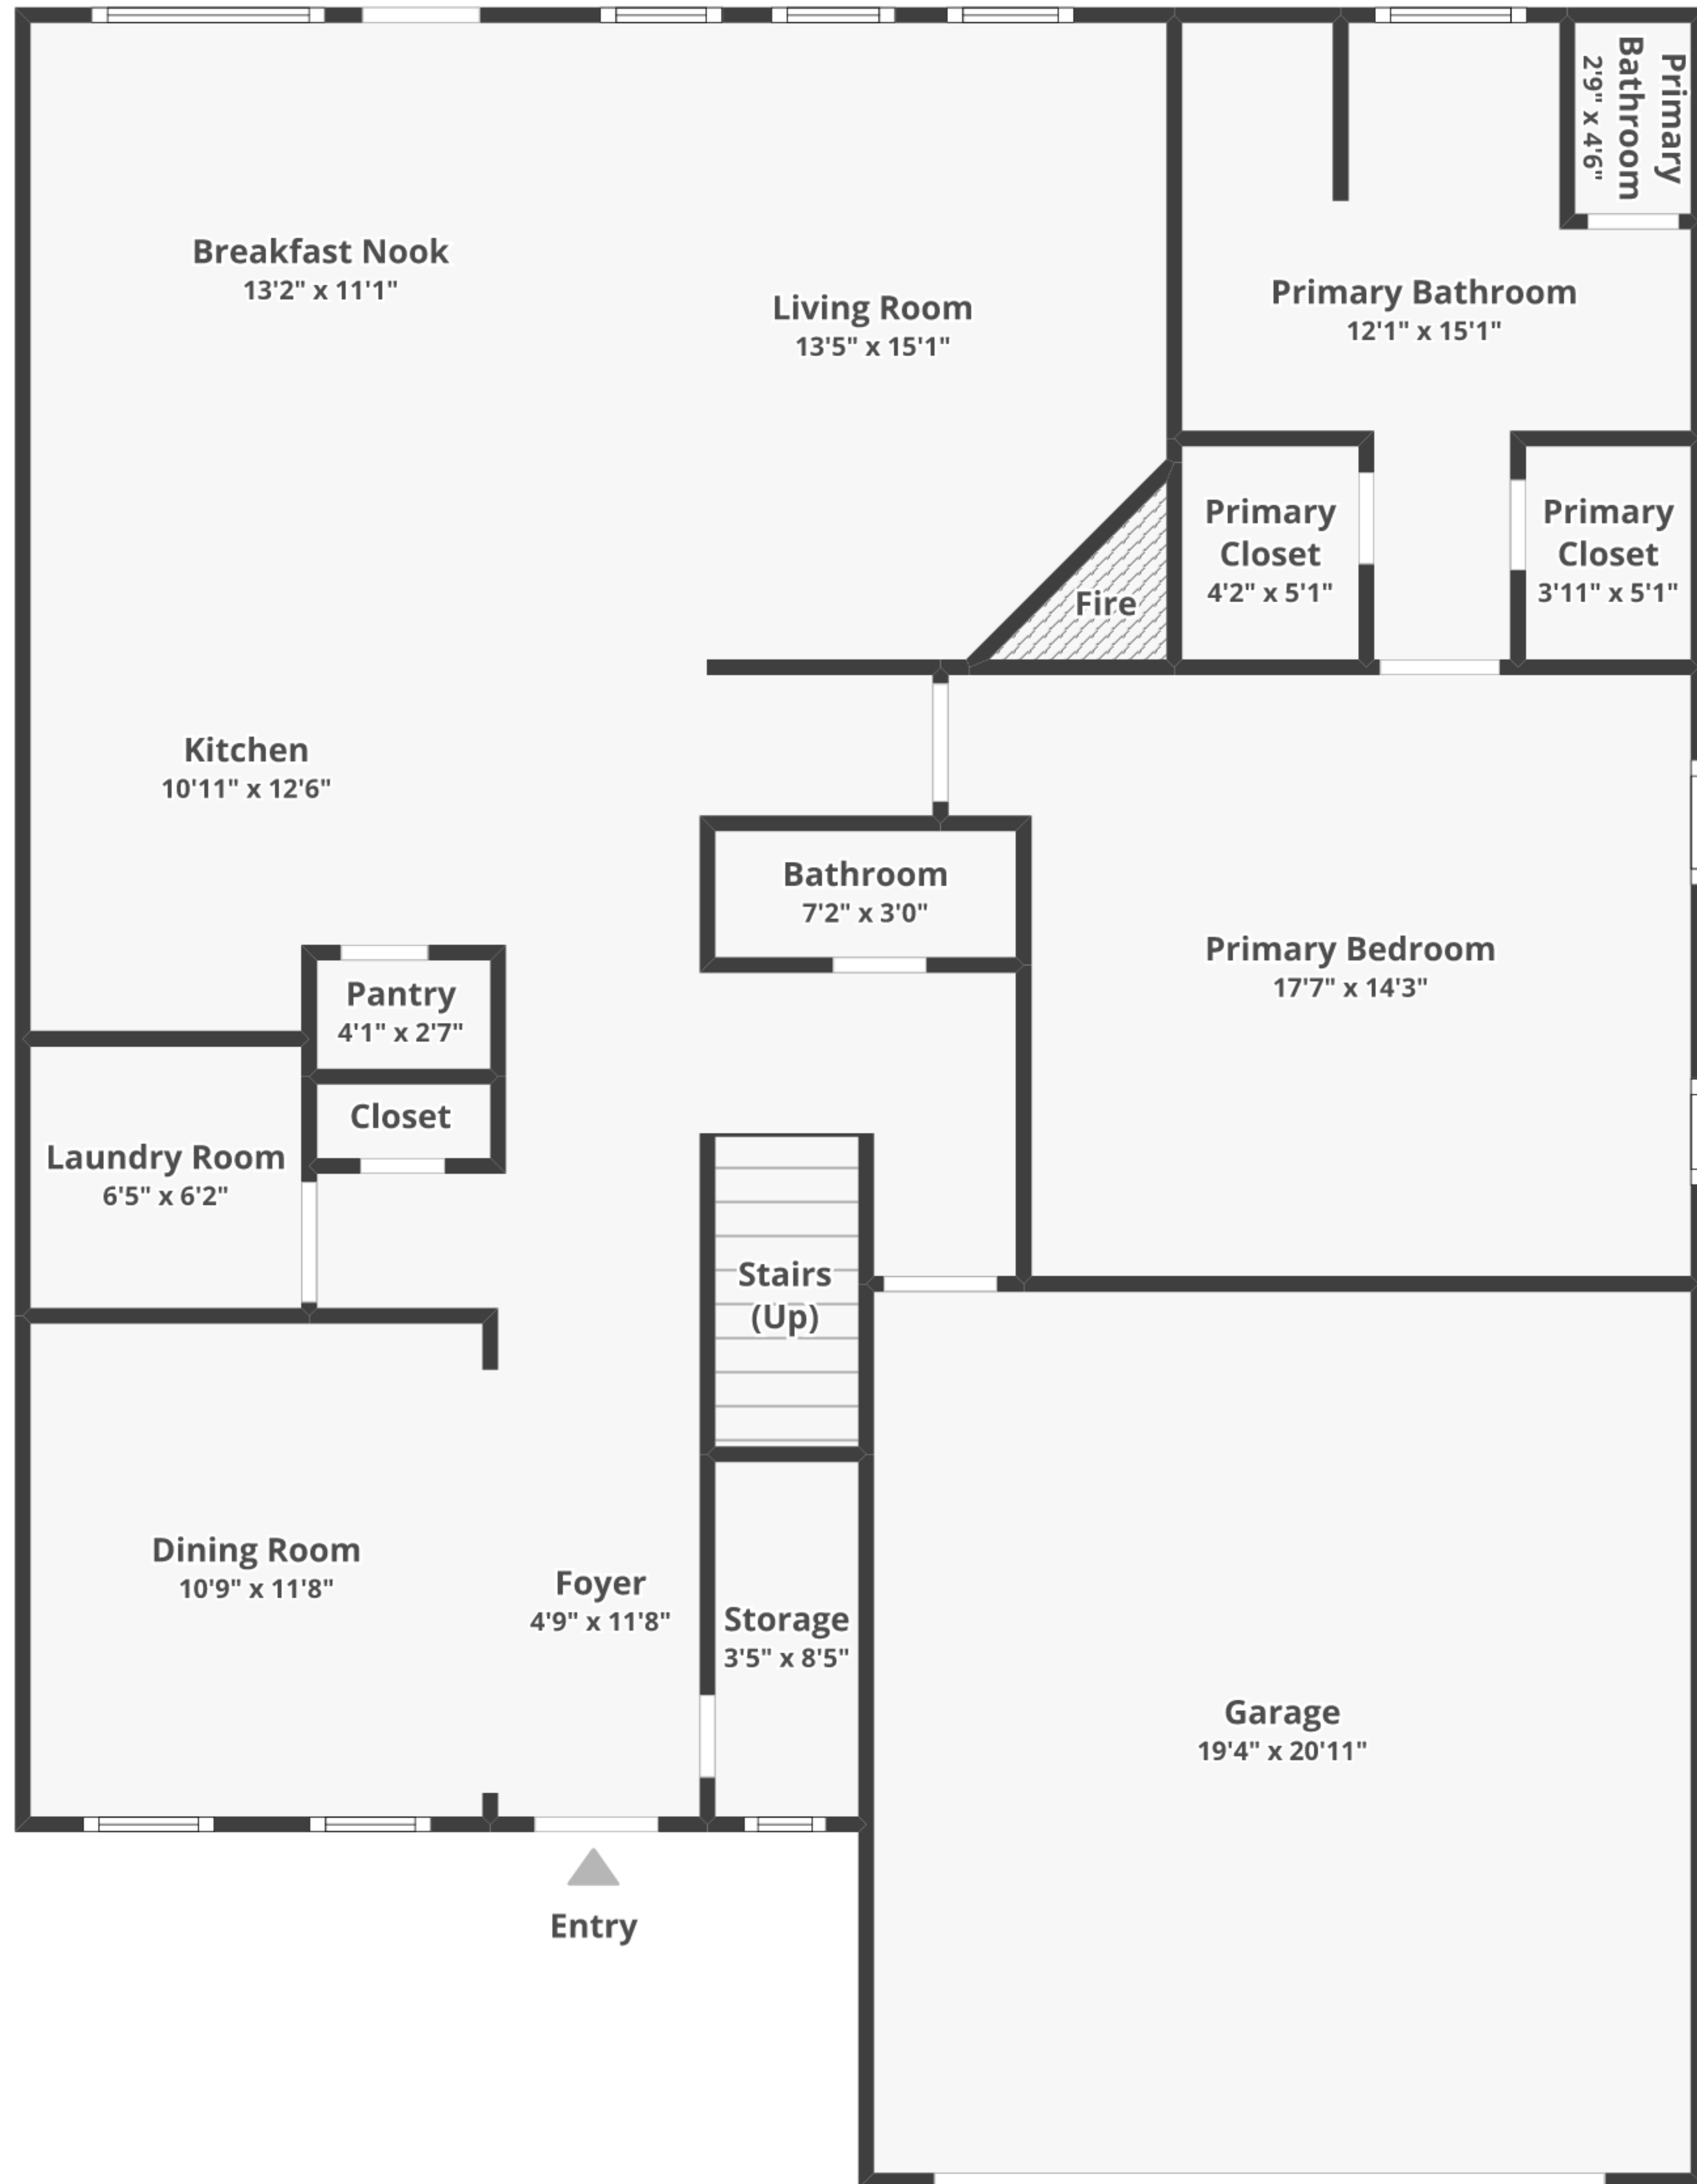 Primary
Bathroom
2'9" x 4'6"
Breakfast Nook
13'2" x 11'1"
Living Room
13'5" x 15'1"
Primary Bathroom
12'1" x 15'1"
Primary
Closet
4'2" x 5'1"
Primary
Closet
3'11" x 5'1"
Fire
Kitchen
10'11" x 12'6"
Bathroom
7'2" x 3'0"
Primary Bedroom
17'7" x 14'3"
Pantry
4'1" x 2'7"
Closet
Laundry Room
6'5" x 6'2"
Stairs
(Up)
Dining Room
10'9" x 11'8"
Foyer
4'9" x 11'8"
Storage
3'5" x 8'5"
Garage
19'4" x 20'11"
Entry